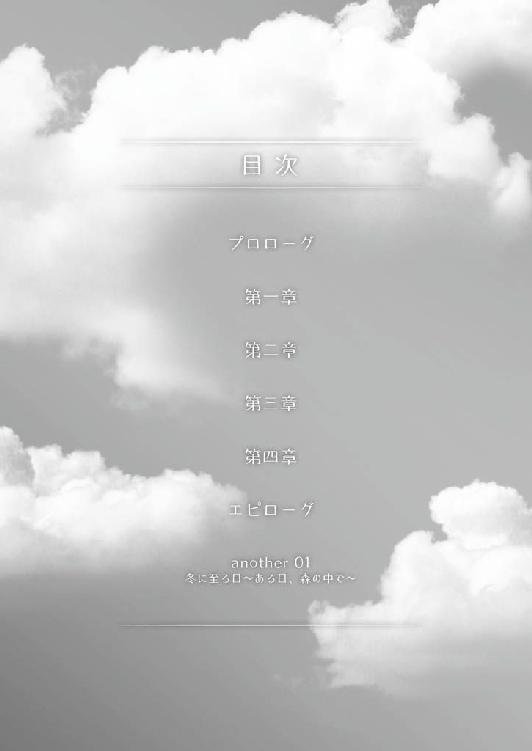 目次
プロローグ
第一章
第二章
第三章
第四章
エピローグ
another 01
冬に至る日～ある日、森の中で～